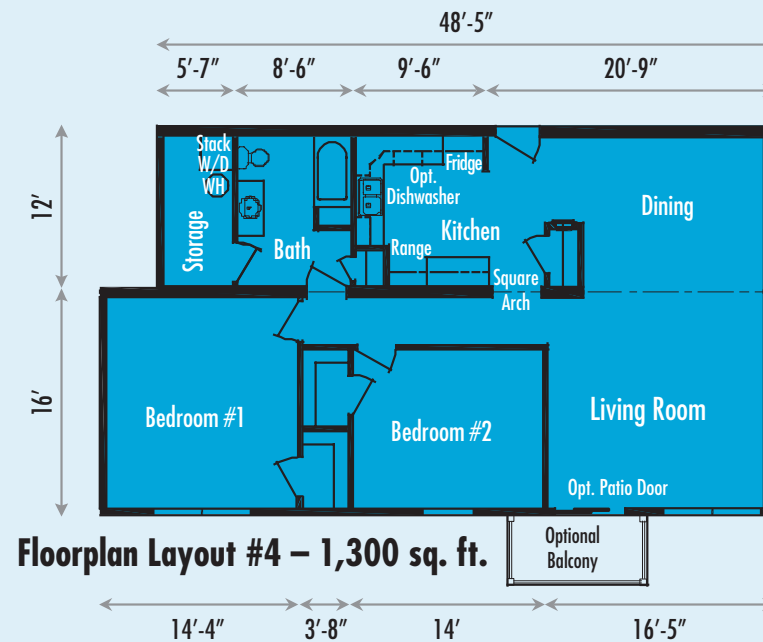 48'-5”
5'-7” 8'-6” 9'-6” 20'-9”
12'
16'
Stack
W/D
WH
Storage
Bath
Fridge
Opt.
Dishwasher
Kitchen
Range
Square
Arch
Dining
Bedroom #1
Bedroom #2
Living Room
Opt. Patio Door
Optional
Balcony
Floorplan Layout #4 – 1,300 sq. ft.
14'-4” 3'-8” 14' 16'-5”